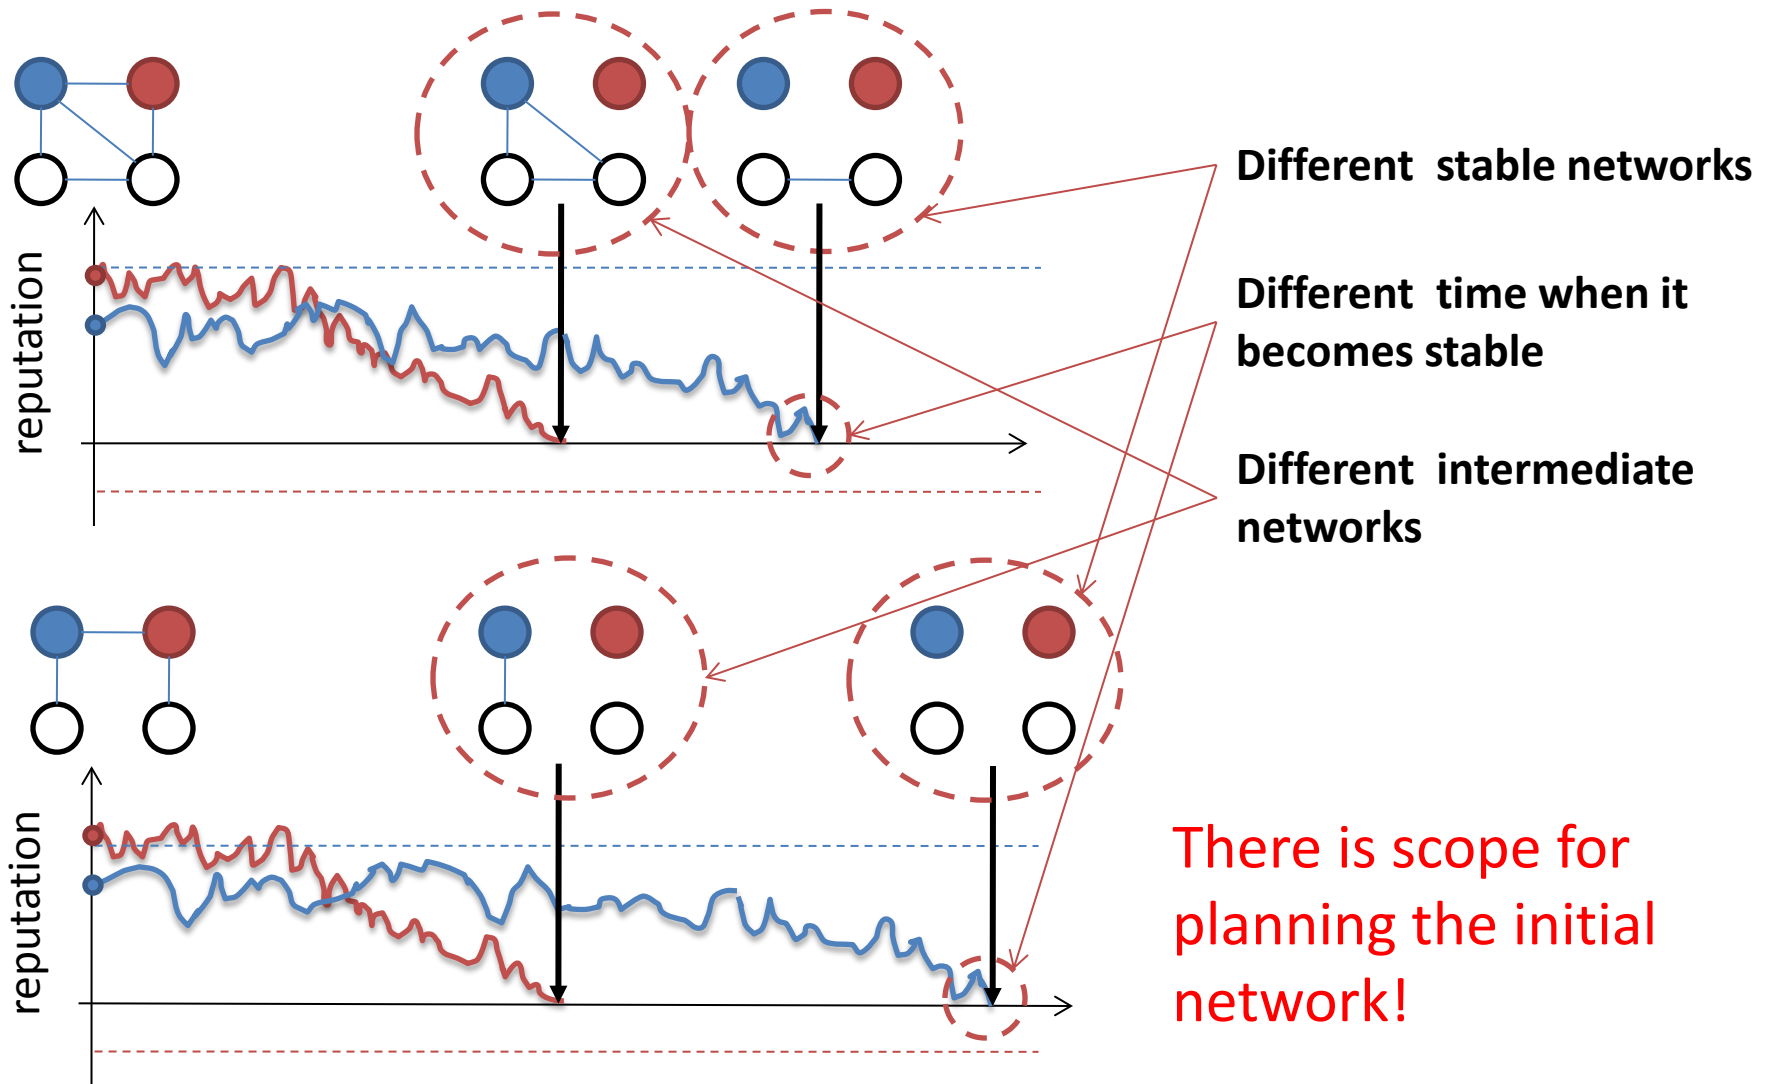 Different stable networks
reputation
Different time when it
becomes stable
Different intermediate
networks
reputation
There is scope for
planning the initial
network!